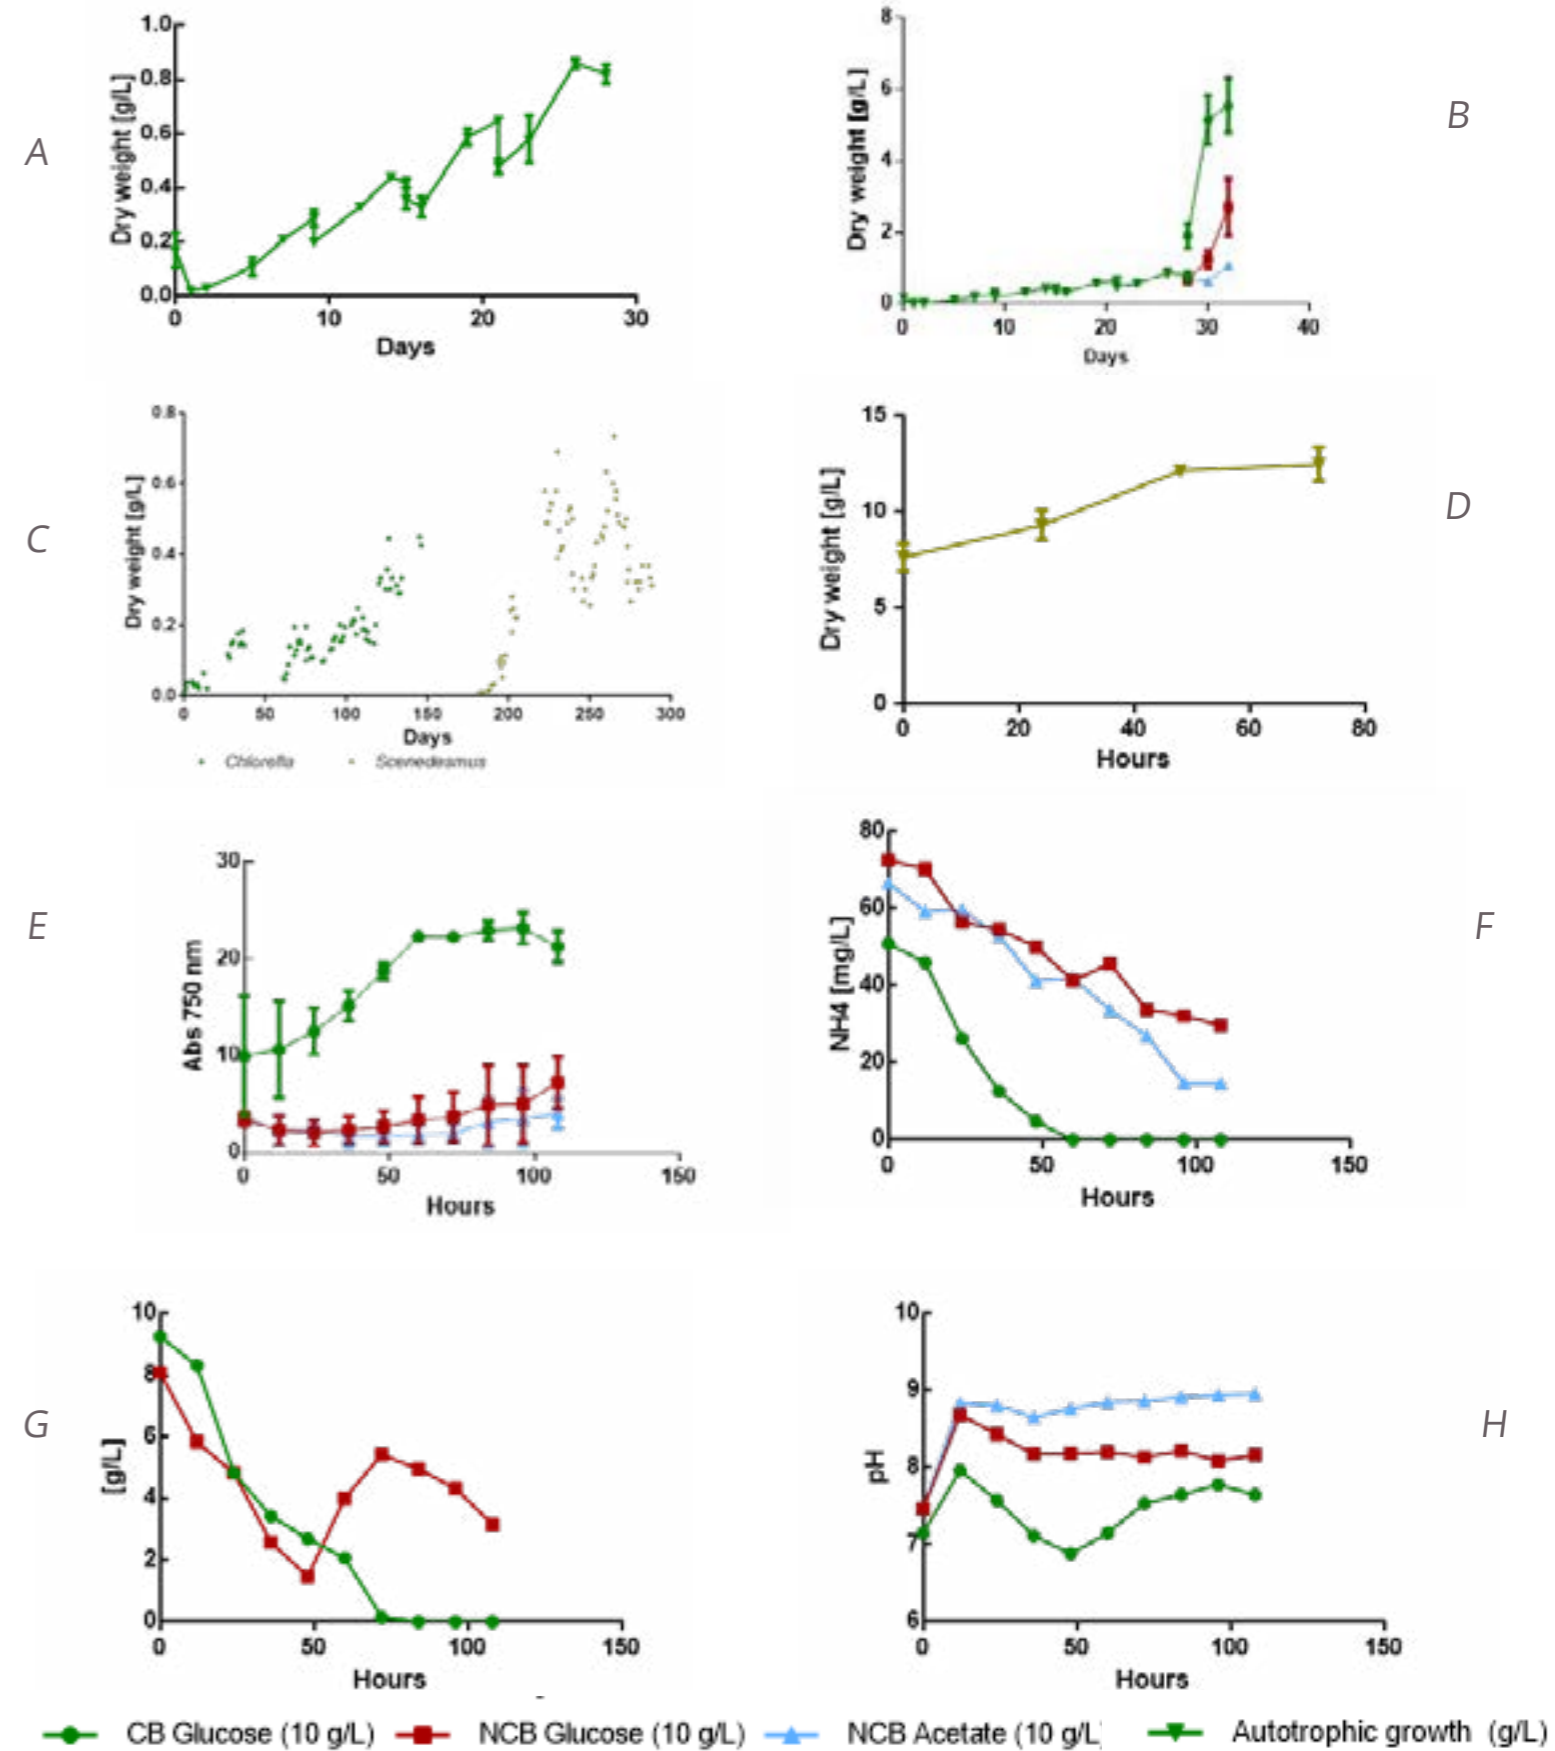 A
Dry weight [g/L]
1.0
0.8
0.6
0.4
0.2
0.0
0 10 20 30
Days
B
Dry weight [g/L]
8
6
4
2
0
0 10 20 30 40
Days
C
Dry weight [g/L]
0.8
0.6
0.4
0.2
0.0
0 50 100 150 200 250 300
Days
Chlorella Scenedesmus
D
Dry weight [g/L]
15
10
5
0
0 20 40 60 80
Hours
E
Abs 750 nm
30
20
10
0
0 50 100 150
Hours
F
NH4 [mg/L]
80
60
40
20
0
0 50 100 150
Hours
G
[g/L]
10
8
6
4
2
0
0 50 100 150
Hours
H
pH
10
9
8
7
6
0 50 100 150
Hours
CB Glucose (10 g/L) NCB Glucose (10 g/L) NCB Acetate (10 g/L) Autotrophic growth (g/L)